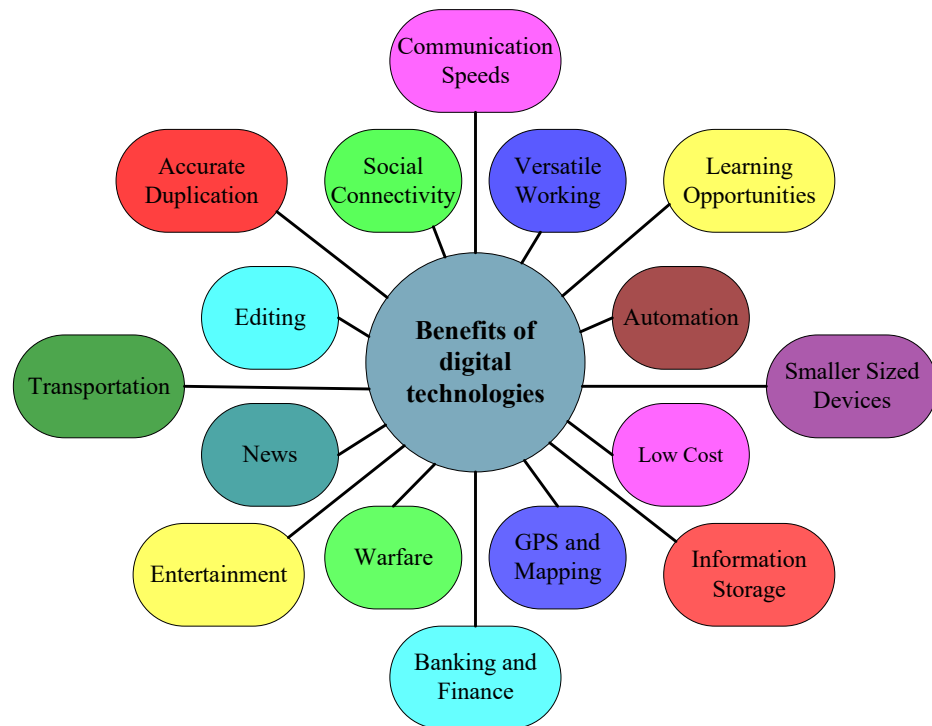 Communication
Speeds
Accurate
Duplication
Social
Connectivity
Versatile
Working
Learning
Opportunities
Editing
Benefits of
digital
technologies
Automation
Transportation
Smaller Sized
Devices
News
Low Cost
Entertainment
Warfare
GPS and
Mapping
Information
Storage
Banking and
Finance